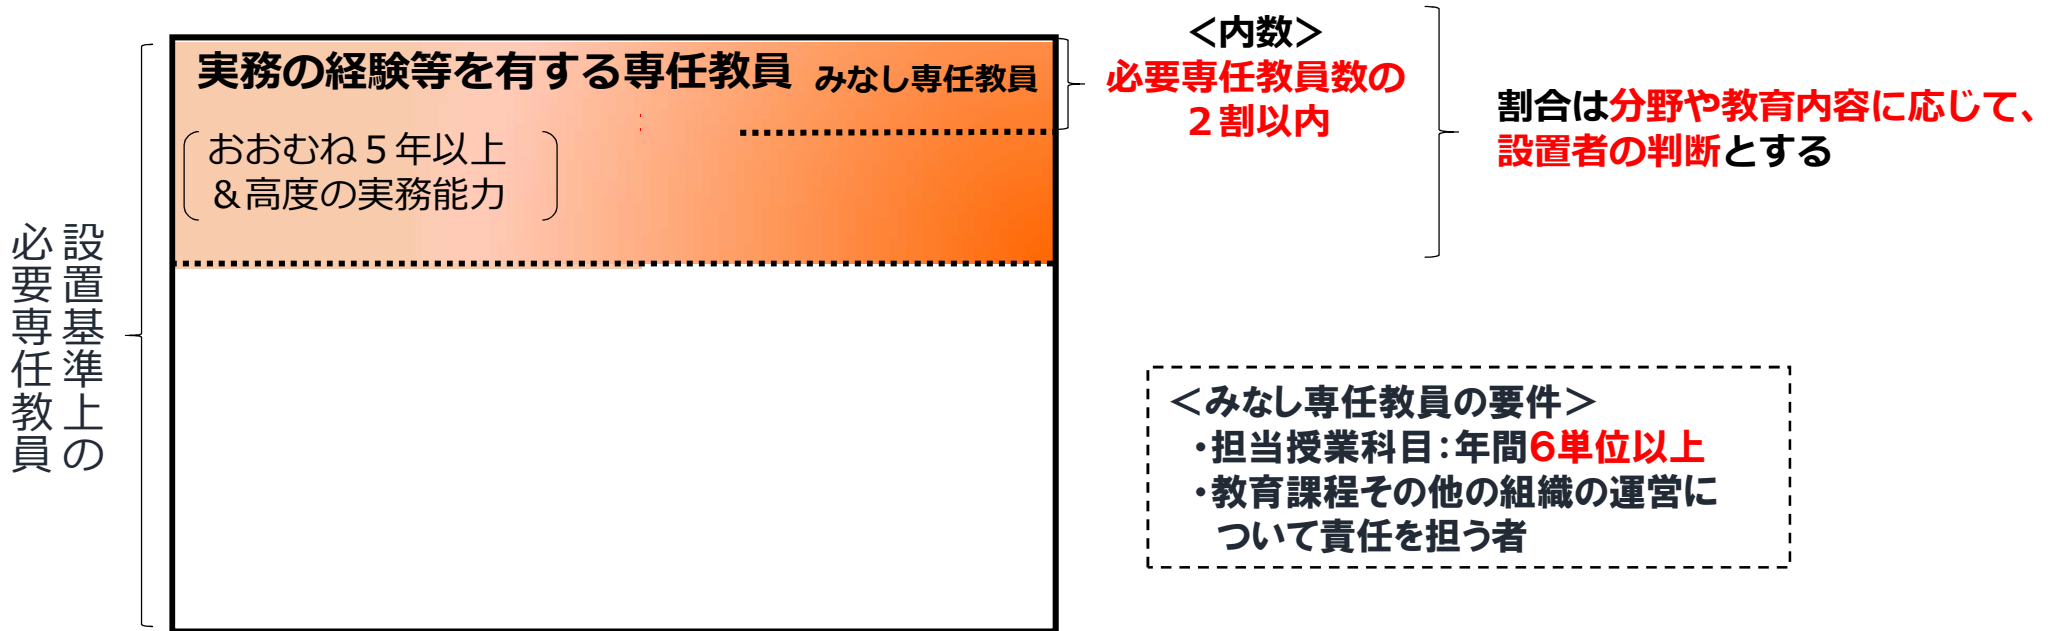 設置基準上の
必要専任教員
実務の経験等を有する専任教員 みなし専任教員
おおむね５年以上
＆高度の実務能力
＜内数＞
必要専任教員数の
２割以内
割合は分野や教育内容に応じて、
設置者の判断とする
＜みなし専任教員の要件＞
・担当授業科目：年間6単位以上
・教育課程その他の組織の運営に
ついて責任を担う者